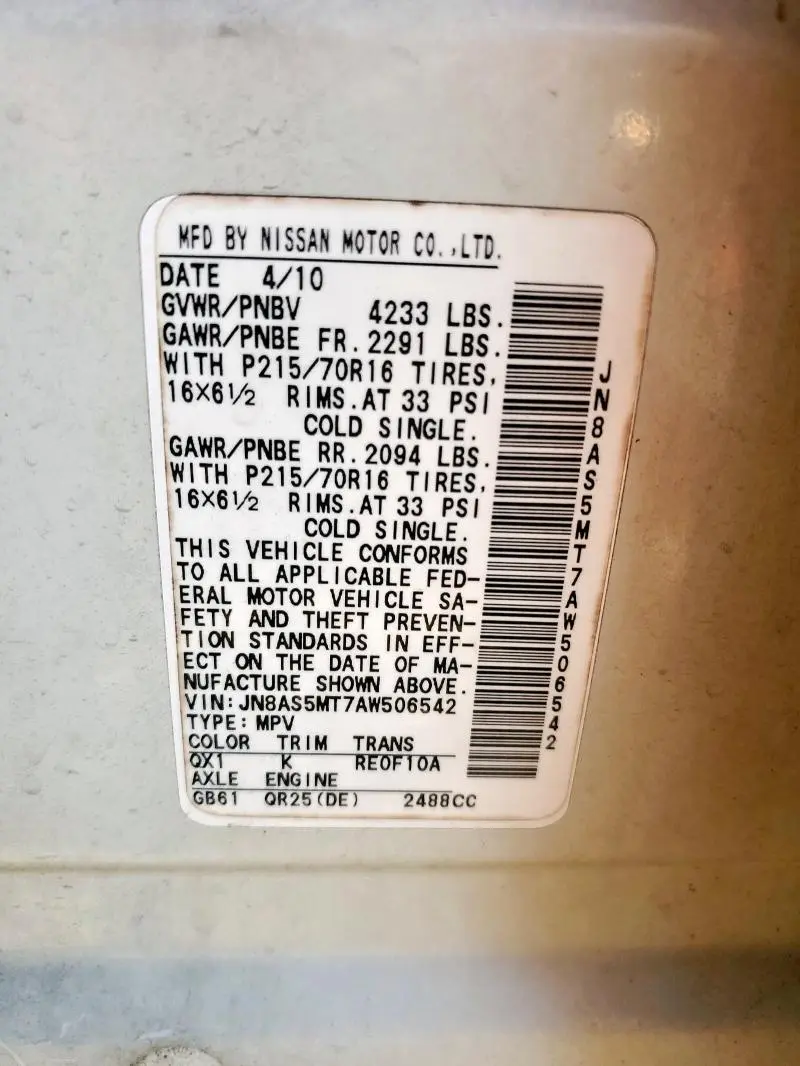 MFD BY NISSAN MOTOR CO.,LTD.
DATE 4/10
GVWR/PNBV 4233 LBS.
GAWR/PNBE FR.2291 LBS.
WITH P215/70R16 TIRES,
16X6½ RIMS.AT 33 PSI
COLD SINGLE.
GAWR/PNBE RR.2094 LBS.
WITH P215/70R16 TIRES,
16X6½ RIMS.AT 33 PSI
COLD SINGLE.
THIS VEHICLE CONFORMS
TO ALL APPLICABLE FED-
ERAL MOTOR VEHICLE SA-
FETY AND THEFT PREVEN-
TION STANDARDS IN EFF-
ECT ON THE DATE OF MA-
NUFACTURE SHOWN ABOVE.
VIN:JN8AS5MT7AW506542
TYPE:MPV
COLOR TRIM TRANS
QX1 K RE0F10A
AXLE ENGINE
GB61 QR25(DE) 2488CC
JN8AS5MT7AW506542